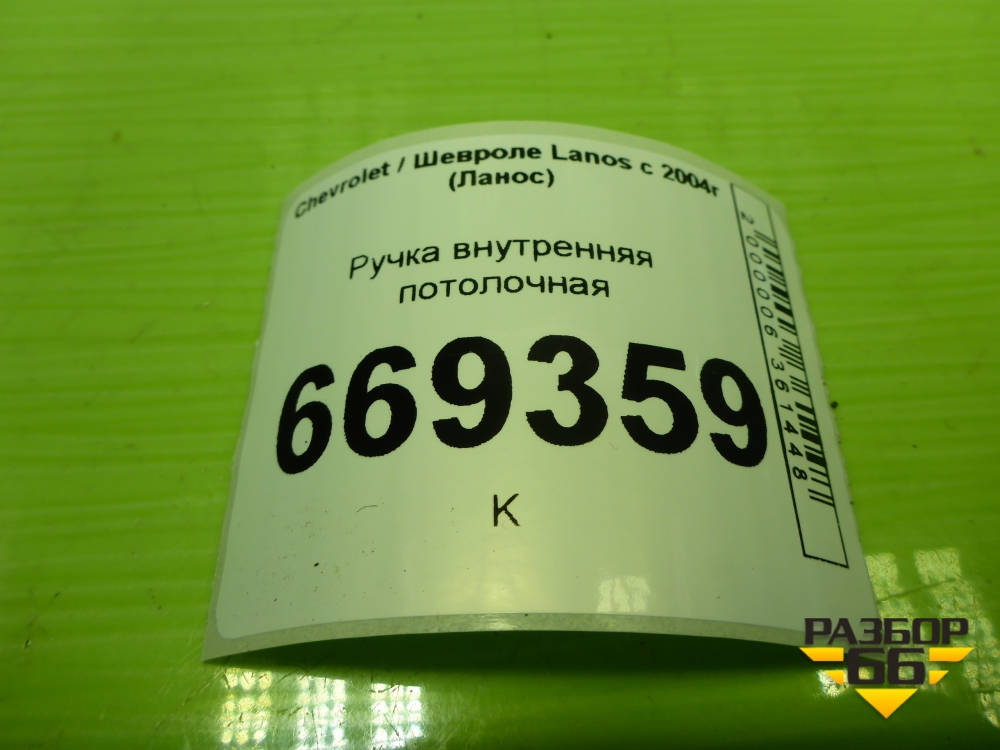 Chevrolet / Шевроле Lanos с 2004г
(Ланос)
Ручка внутренняя
потолочная
669359
К
2000006361448
РАЗБОР
66